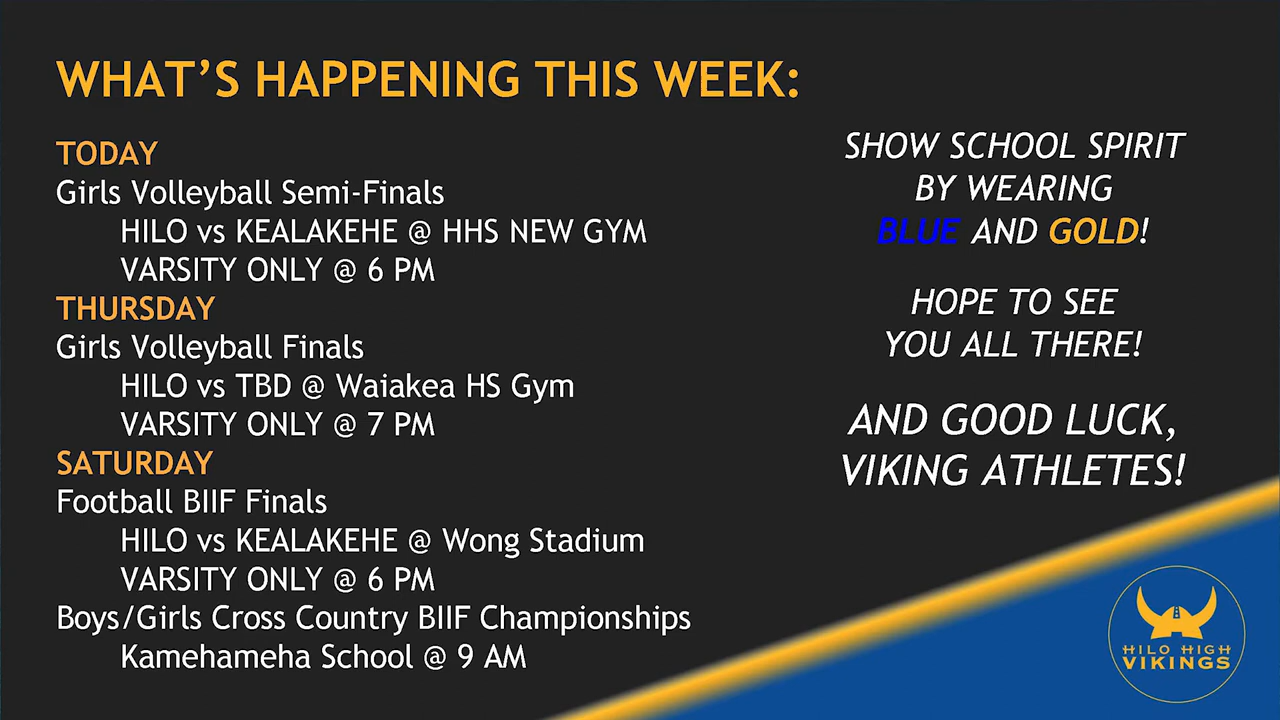 WHAT'S HAPPENING THIS WEEK:
TODAY
Girls Volleyball Semi-Finals
HILO vs KEALAKEHE @ HHS NEW GYM
VARSITY ONLY @ 6 PM
THURSDAY
Girls Volleyball Finals
HILO vs TBD @ Waiakea HS Gym
VARSITY ONLY @ 7 PM
SATURDAY
Football BIIF Finals
HILO vs KEALAKEHE @ Wong Stadium
VARSITY ONLY @ 6 PM
Boys/Girls Cross Country BIIF Championships
Kamehameha School @ 9 AM
SHOW SCHOOL SPIRIT
BY WEARING
BLUE AND GOLD!
HOPE TO SEE
YOU ALL THERE!
AND GOOD LUCK,
VIKING ATHLETES!
HILO HIGH
VIKINGS